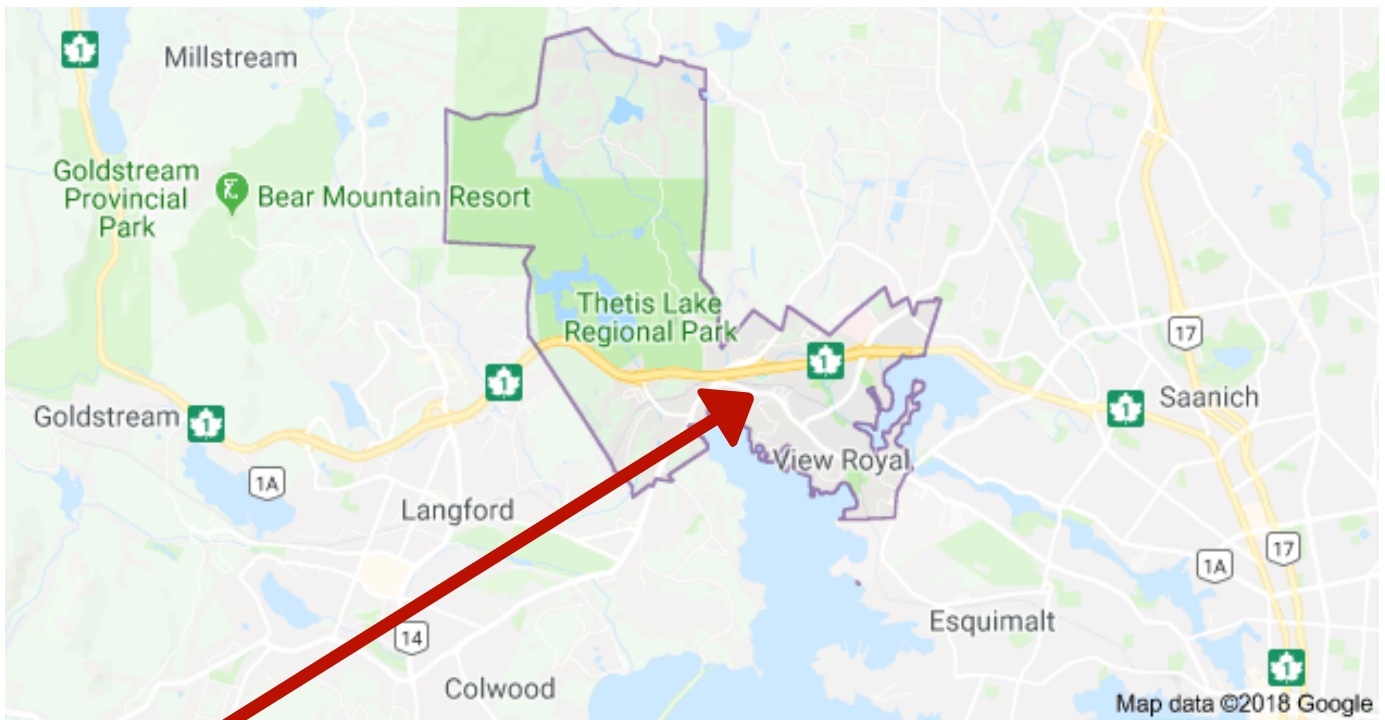 1
Millstream
Goldstream
Provincial
Park
Bear Mountain Resort
Thetis Lake
Regional Park
1
17
1
Goldstream
1
1
Saanich
View Royal
1A
Langford
17
1A
Esquimalt
14
Colwood
1
Map data ©2018 Google